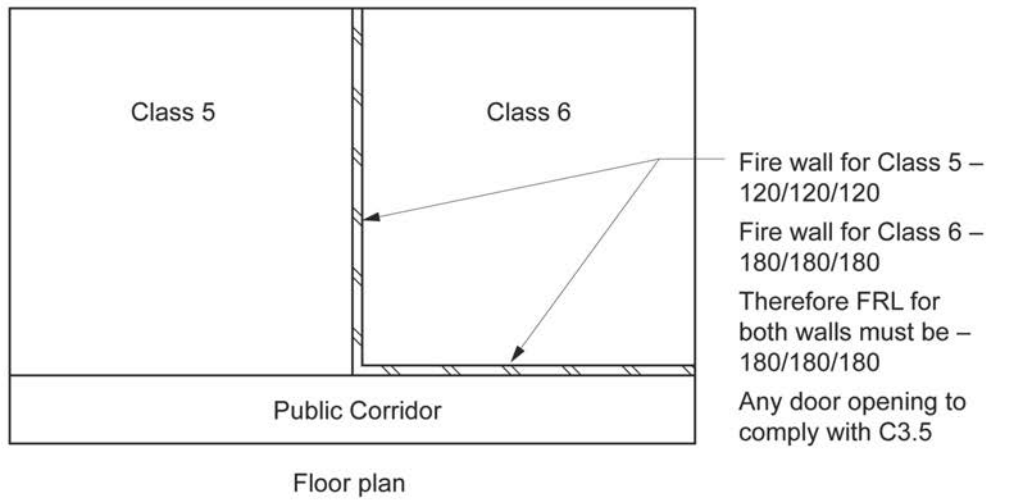 Class 5
Class 6
Fire wall for Class 5 –
120/120/120
Fire wall for Class 6 –
180/180/180
Therefore FRL for
both walls must be –
180/180/180
Any door opening to
comply with C3.5
Public Corridor
Floor plan